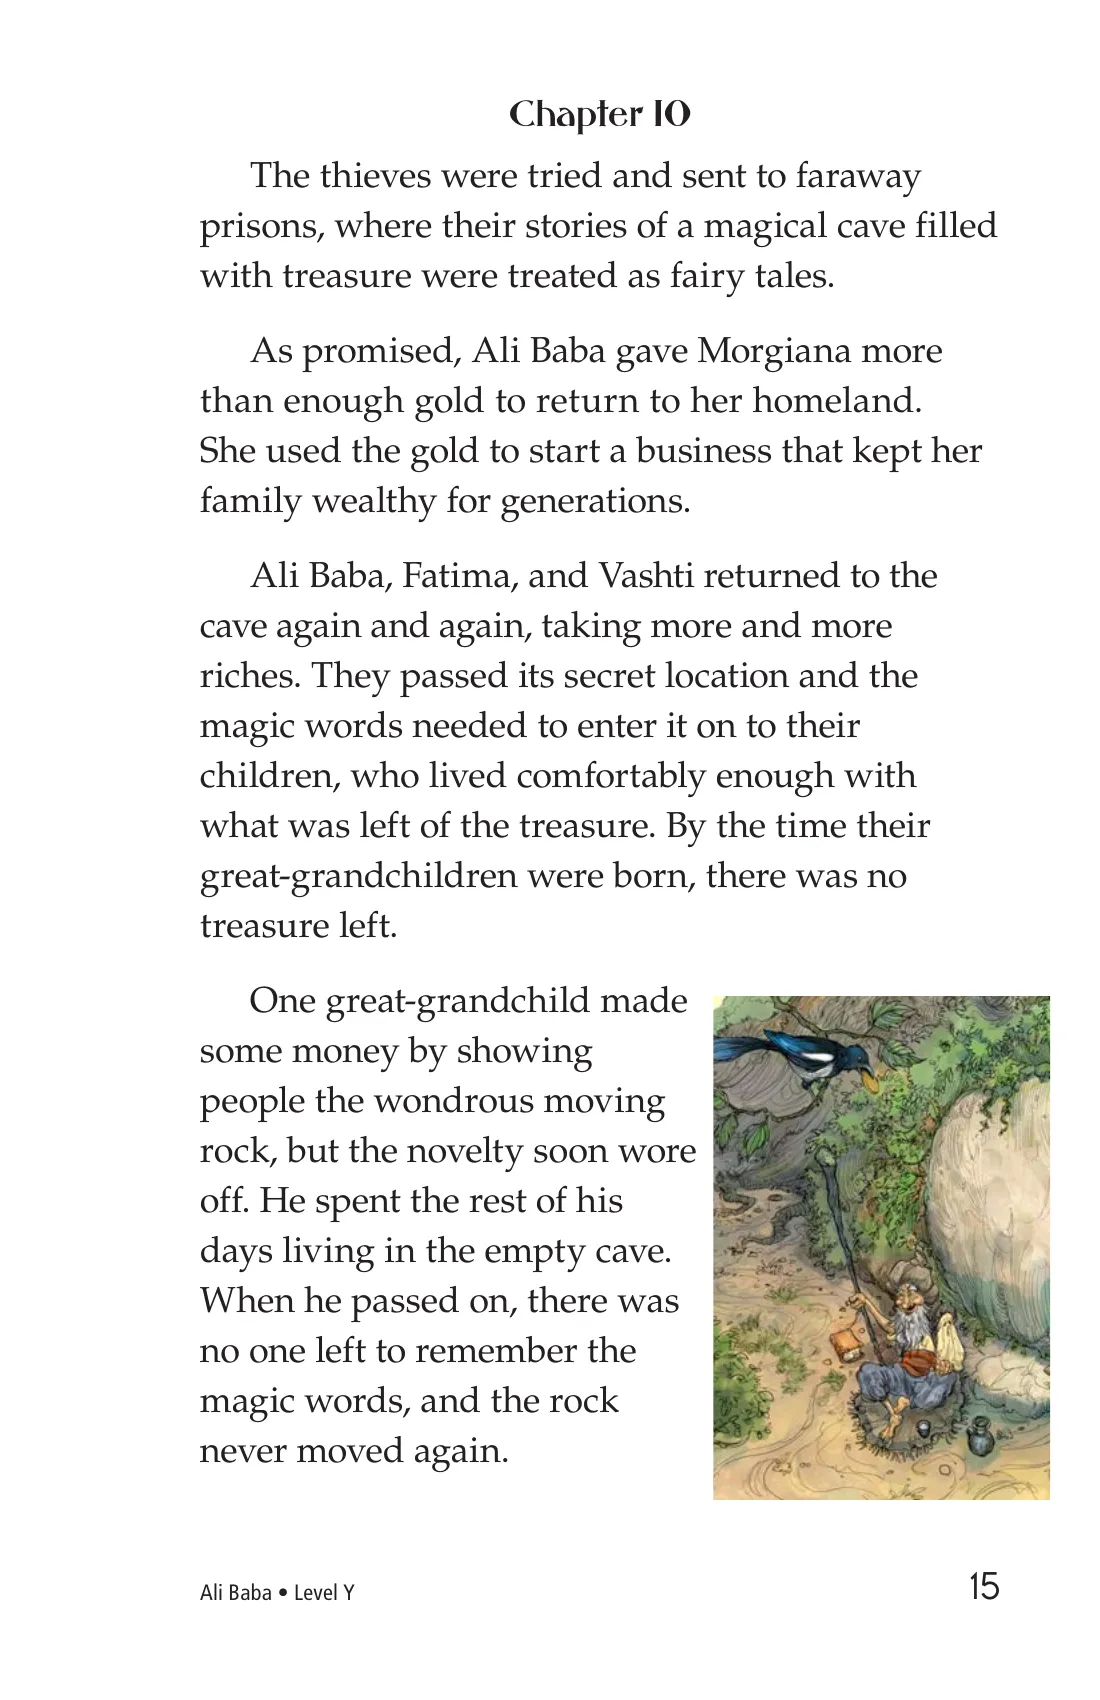 Chapter 10
The thieves were tried and sent to faraway
prisons, where their stories of a magical cave filled
with treasure were treated as fairy tales.
As promised, Ali Baba gave Morgiana more
than enough gold to return to her homeland.
She used the gold to start a business that kept her
family wealthy for generations.
Ali Baba, Fatima, and Vashti returned to the
cave again and again, taking more and more
riches. They passed its secret location and the
magic words needed to enter it on to their
children, who lived comfortably enough with
what was left of the treasure. By the time their
great-grandchildren were born, there was no
treasure left.
One great-grandchild made
some money by showing
people the wondrous moving
rock, but the novelty soon wore
off. He spent the rest of his
days living in the empty cave.
When he passed on, there was
no one left to remember the
magic words, and the rock
never moved again.
Ali Baba • Level Y
15